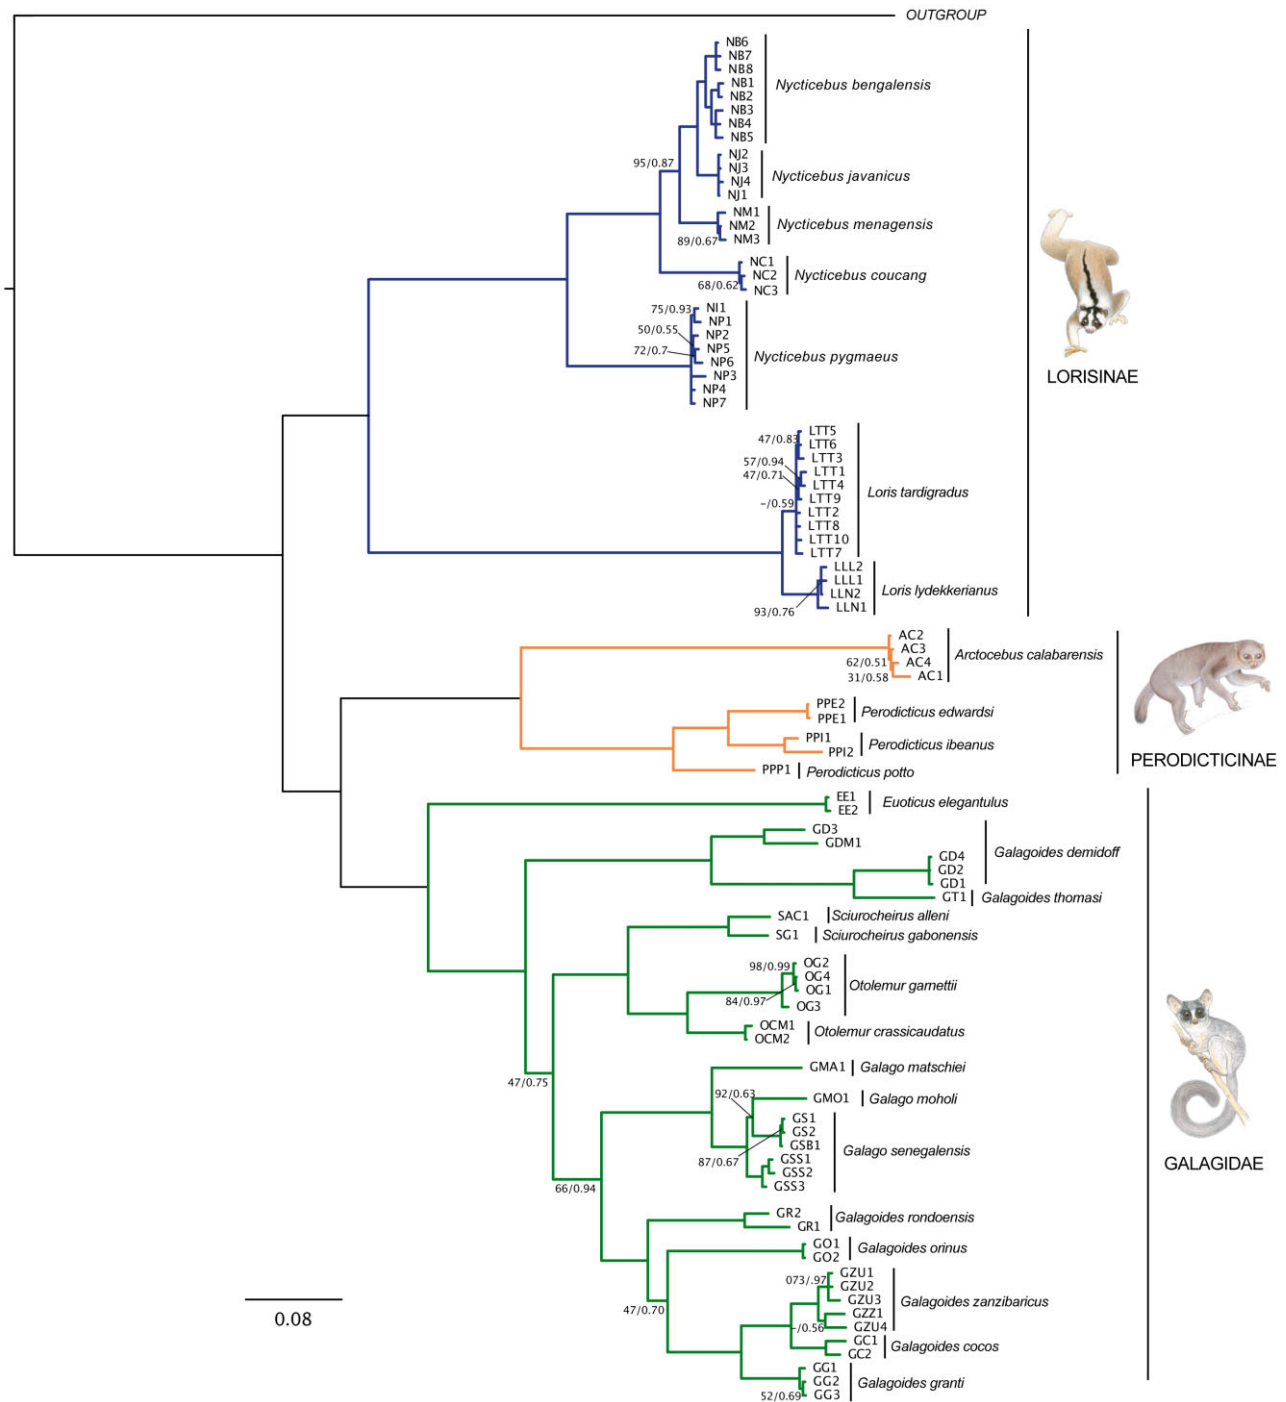 OUTGROUP
NB6
NB7
NB8
NB1
NB2
NB3
NB4
NB5
Nycticebus bengalensis
95/0.87
NJ2
NJ3
NJ4
NJ1
Nycticebus javanicus
NM1
NM2
NM3
89/0.67
Nycticebus menagensis
NC1
NC2
NC3
68/0.62
Nycticebus coucang
75/0.93
50/0.55
72/0.7
NI1
NP1
NP2
NP5
NP6
NP3
NP4
NP7
Nycticebus pygmaeus
LORISINAE
47/0.83
57/0.94
47/0.71
-/0.59
LTT5
LTT6
LTT3
LTT1
LTT4
LTT9
LTT2
LTT8
LTT10
LTT7
Loris tardigradus
LLL2
LLL1
LLN2
LLN1
93/0.76
Loris lydekkerianus
AC2
AC3
AC4
AC1
62/0.51
31/0.58
Arctocebus calabarensis
PPE2
PPE1
Perodicticus edwardsi
PPI1
PPI2
Perodicticus ibeanus
PPP1
Perodicticus potto
PERODICTICINAE
EE1
EE2
Euoticus elegantulus
GD3
GDM1
GD4
GD2
GD1
Galagoides demidoff
GT1
Galagoides thomasi
SAC1
Sciurocheirus alleni
SG1
Sciurocheirus gabonensis
98/0.99
84/0.97
OG2
OG4
OG1
OG3
Otolemur garnettii
OCM1
OCM2
Otolemur crassicaudatus
47/0.75
GMA1
Galago matschiei
92/0.63
GMO1
Galago moholi
87/0.67
GS1
GS2
GSB1
GSS1
GSS2
GSS3
Galago senegalensis
GALAGIDAE
66/0.94
GR2
GR1
Galagoides rondoensis
GO1
GO2
Galagoides orinus
47/0.70
073/.97
-/0.56
GZU1
GZU2
GZU3
GZZ1
GZU4
Galagoides zanzibaricus
GC1
GC2
Galagoides cocos
GG1
GG2
GG3
52/0.69
Galagoides granti
0.08